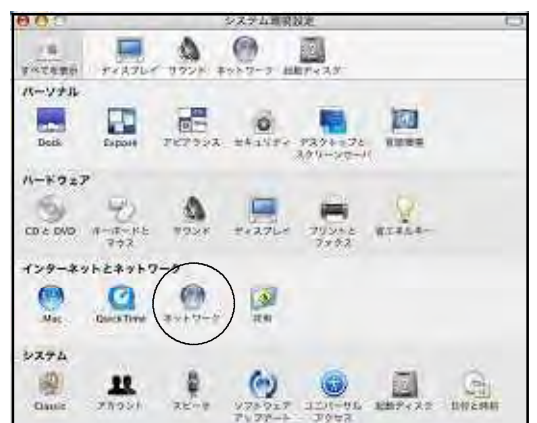 システム環境設定
すべてを表示 ディスプレイ サウンド ネットワーク 起動ディスク
パーソナル
Dock Exposé アピアランス セキュリティ デスクトップと 言語環境
スクリーンセーバ
ハードウェア
CD と DVD キーボードと サウンド ディスプレイ プリントと 省エネルギー
マウス ファクス
インターネットとネットワーク
.Mac QuickTime ネットワーク 共有
システム
Classic アカウント スピーチ ソフトウェア ユニバーサル 起動ディスク 日付と時刻
アップデート アクセス